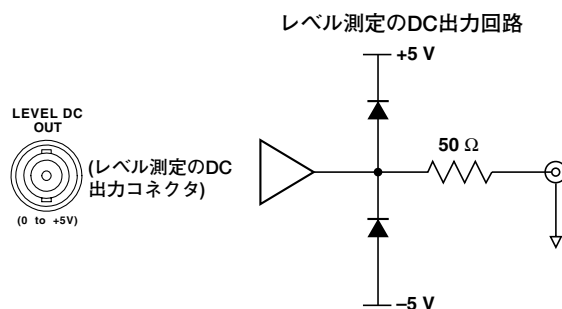 レベル測定のDC出力回路
+5 V
LEVEL DC
OUT
(レベル測定のDC
出力コネクタ)
(0 to +5V)
50 Ω
–5 V